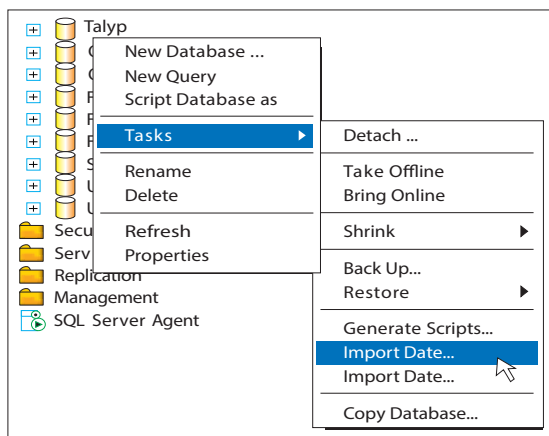 Talyp
New Database ...
New Query
Script Database as
Tasks
Rename
Delete
Refresh
Properties
Detach ...
Take Offline
Bring Online
Shrink
Back Up...
Restore
Generate Scripts...
Import Date...
Import Date...
Copy Database...
Secu
Serv
Replication
Management
SQL Server Agent